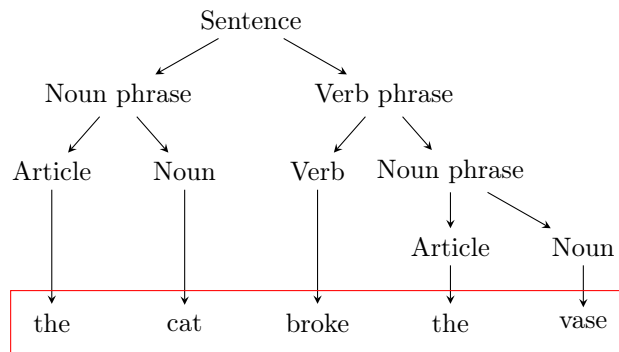 Sentence
Noun phrase Verb phrase
Article Noun Verb Noun phrase
Article Noun
the cat broke the vase